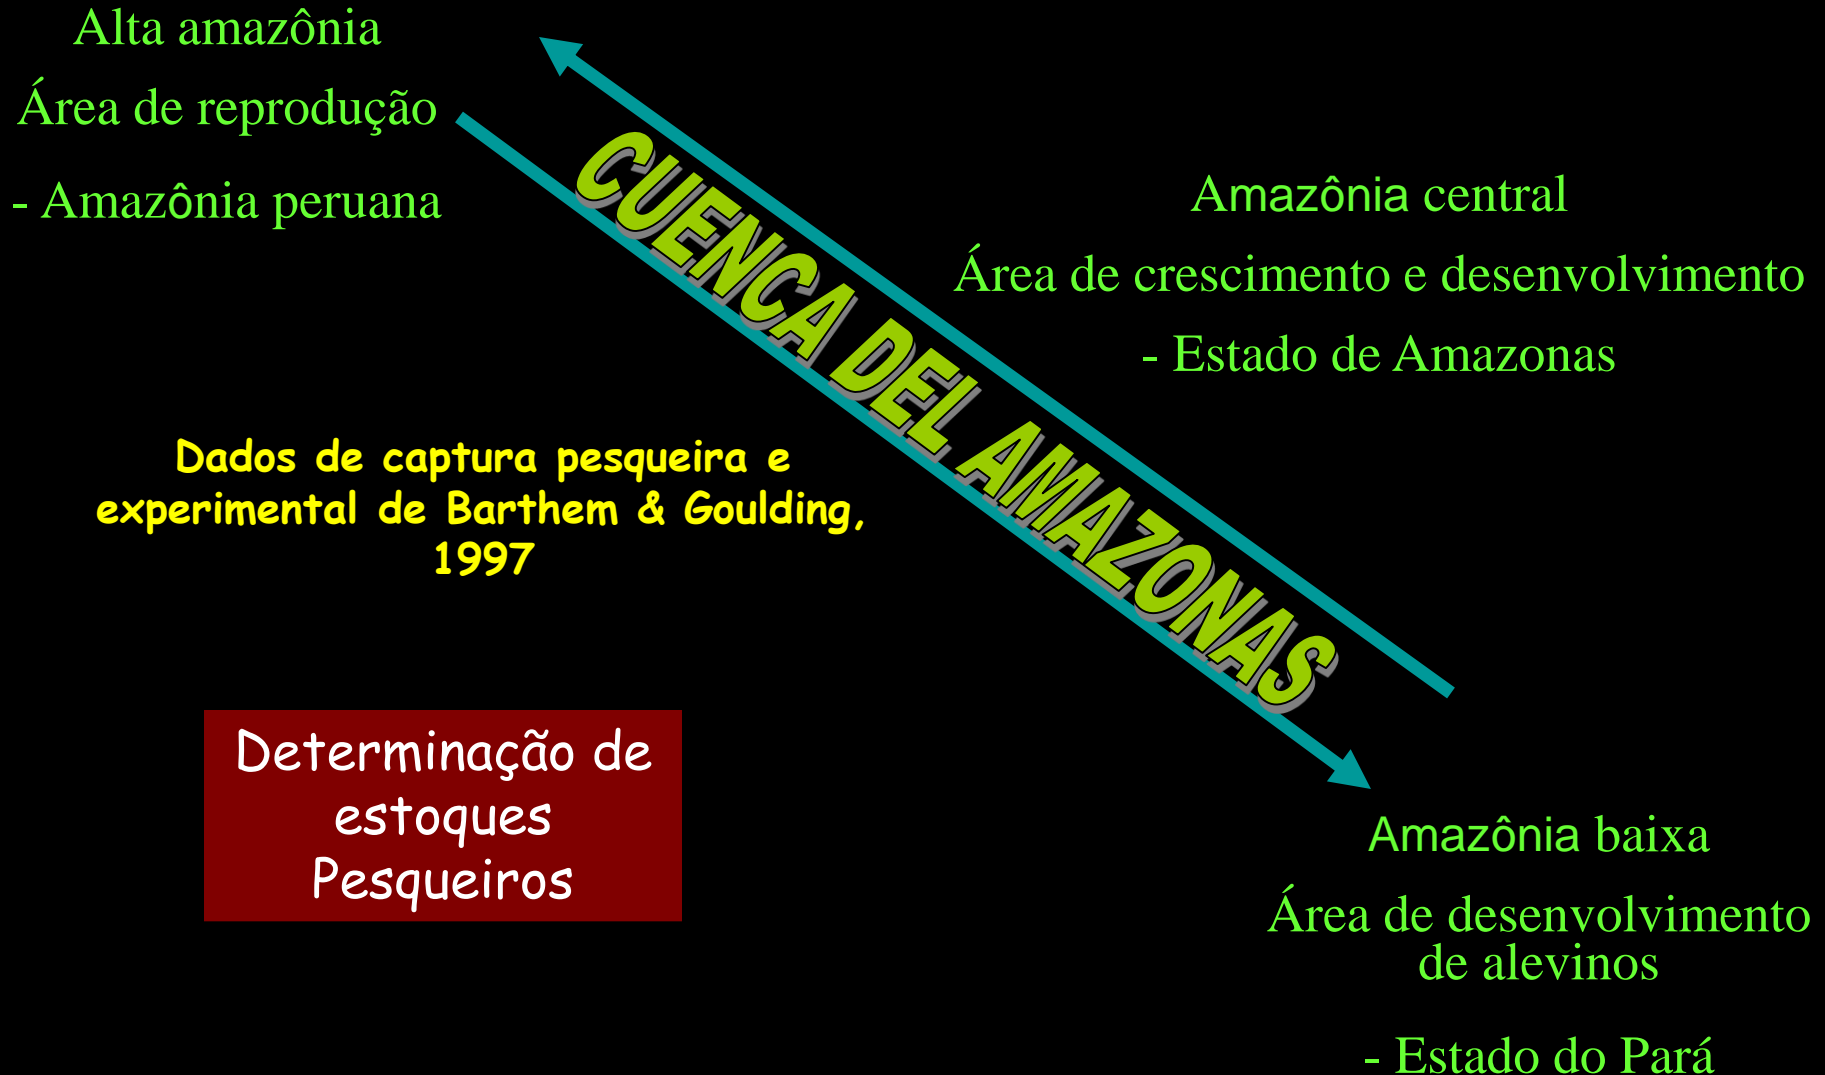 Alta amazônia
Área de reprodução
- Amazônia peruana
CUENCA DEL AMAZONAS
Amazônia central
Área de crescimento e desenvolvimento
- Estado de Amazonas
Dados de captura pesqueira e
experimental de Barthem & Goulding,
1997
Determinação de
estoques
Pesqueiros
Amazônia baixa
Área de desenvolvimento
de alevinos
- Estado do Pará